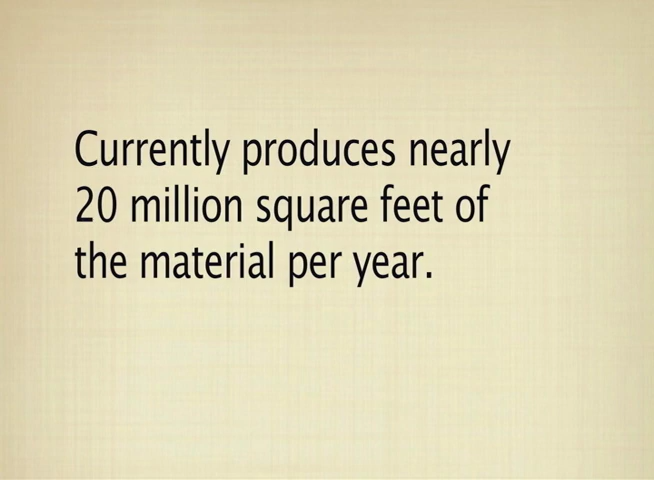 Currently produces nearly
20 million square feet of
the material per year.